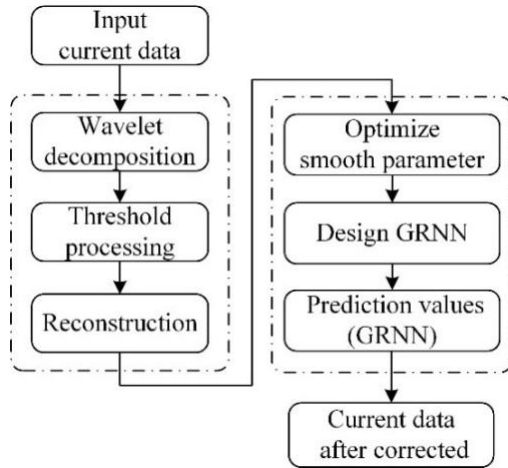 Input
current data
Wavelet
decomposition
Threshold
processing
Reconstruction
Optimize
smooth parameter
Design GRNN
Prediction values
(GRNN)
Current data
after corrected